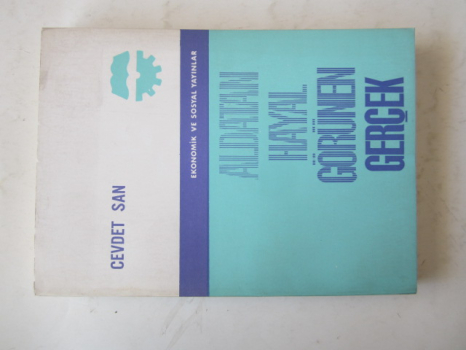 CEVDET SAN
EKONOMİK VE SOSYAL YAYINLAR
ALDATAN
HAYAL
GÖRÜNEN
GERÇEK